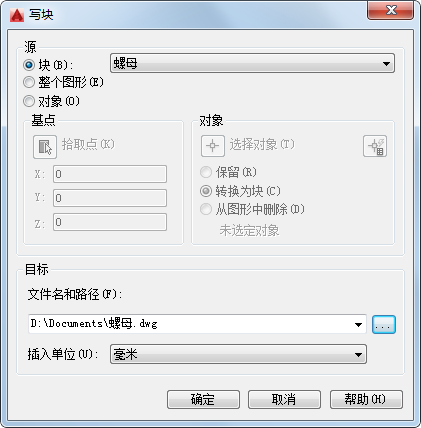 写块
源
块(B): 螺母
整个图形(E)
对象(O)
基点
拾取点(K)
X: 0
Y: 0
Z: 0
对象
选择对象(T)
保留(R)
转换为块(C)
从图形中删除(D)
未选定对象
目标
文件名和路径(F):
D:\Documents\螺母.dwg ...
插入单位(U): 毫米
确定 取消 帮助(H)